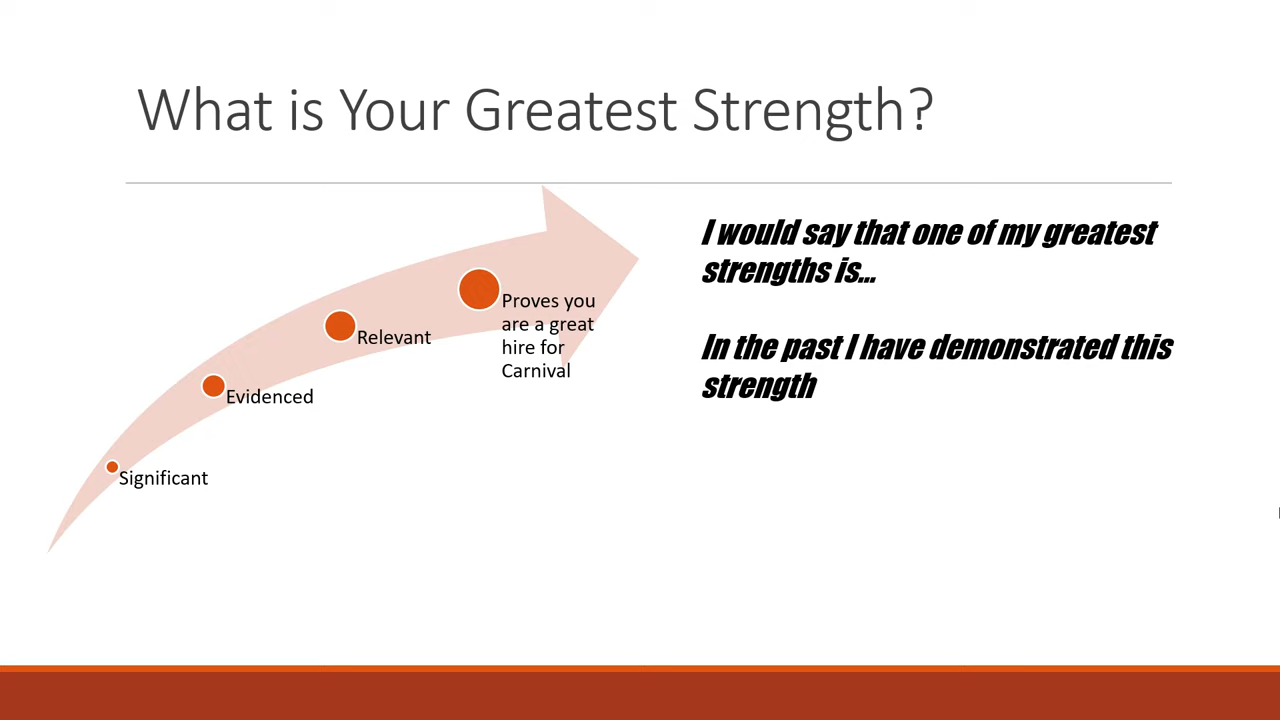 What is Your Greatest Strength?
Significant
Evidenced
Relevant
Proves you
are a great
hire for
Carnival
I would say that one of my greatest
strengths is...
In the past I have demonstrated this
strength